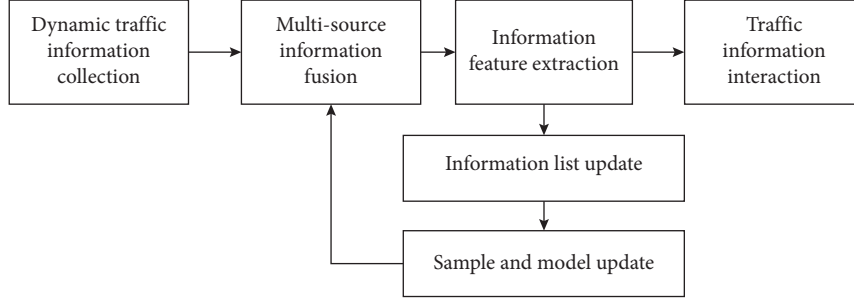 Dynamic traffic
information
collection
Multi-source
information
fusion
Information
feature extraction
Traffic
information
interaction
Information list update
Sample and model update